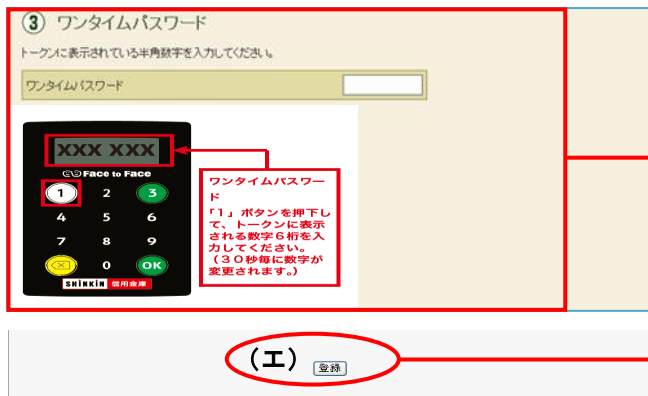 ③ ワンタイムパスワード
トークンに表示されている半角数字を入力してください。
ワンタイムパスワード
XXX XXX
Face to Face
1 2 3
4 5 6
7 8 9
0 OK
SHiNKiN 信用金庫
ワンタイムパスワー
ド
「1」ボタンを押下し
て、トークンに表示
される数字6桁を入
力してください。
(30秒毎に数字が
変更されます。)
(エ) 登録